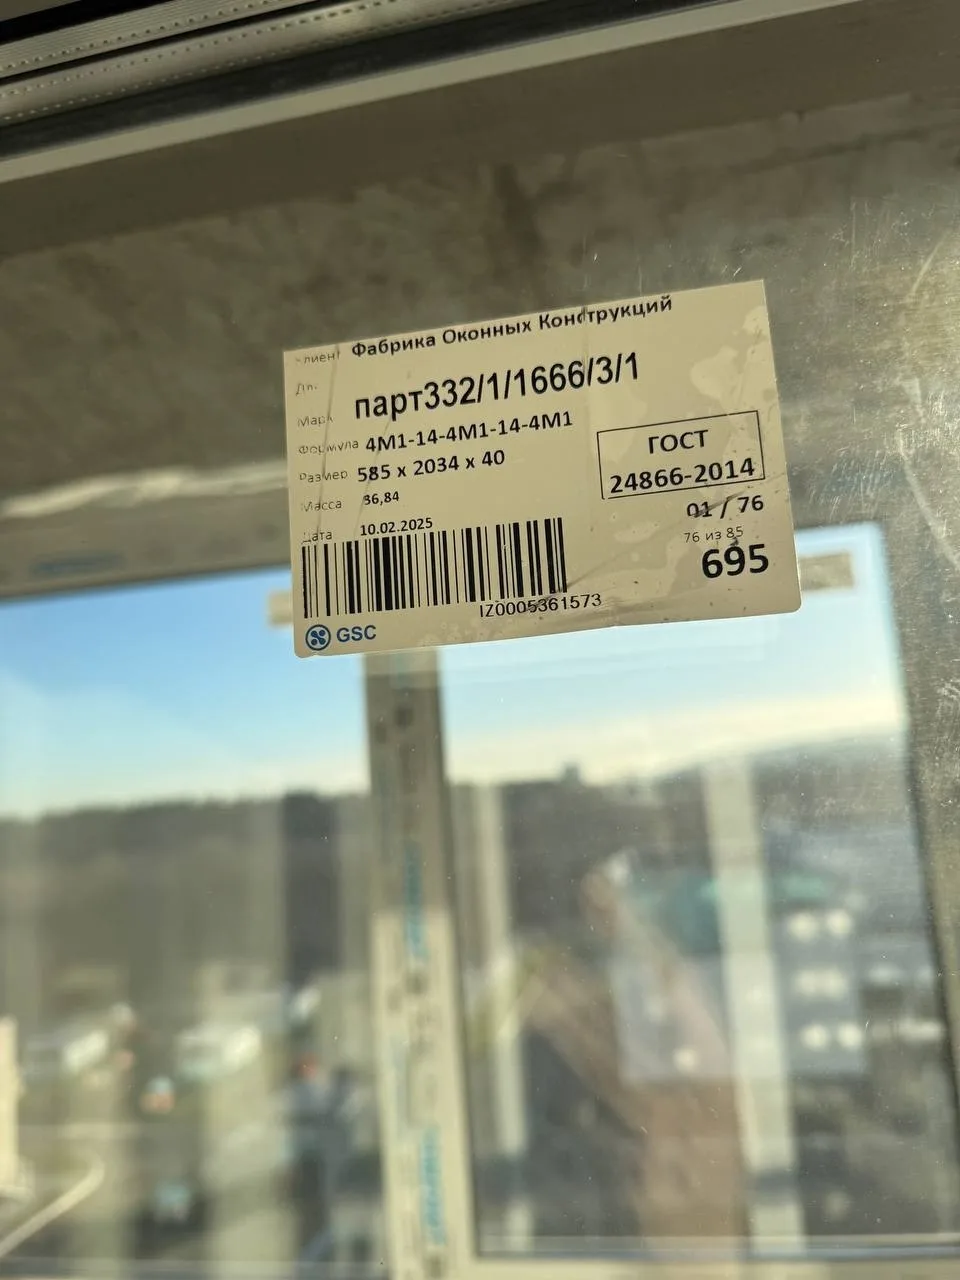 Фабрика Оконных Конструкций
парт332/1/1666/3/1
Формула 4М1-14-4М1-14-4М1
Размер 585 x 2034 x 40
Масса 36,84
Дата 10.02.2025
ГОСТ
24866-2014
01 / 76
76 из 85
695
IZ0005361573
GSC